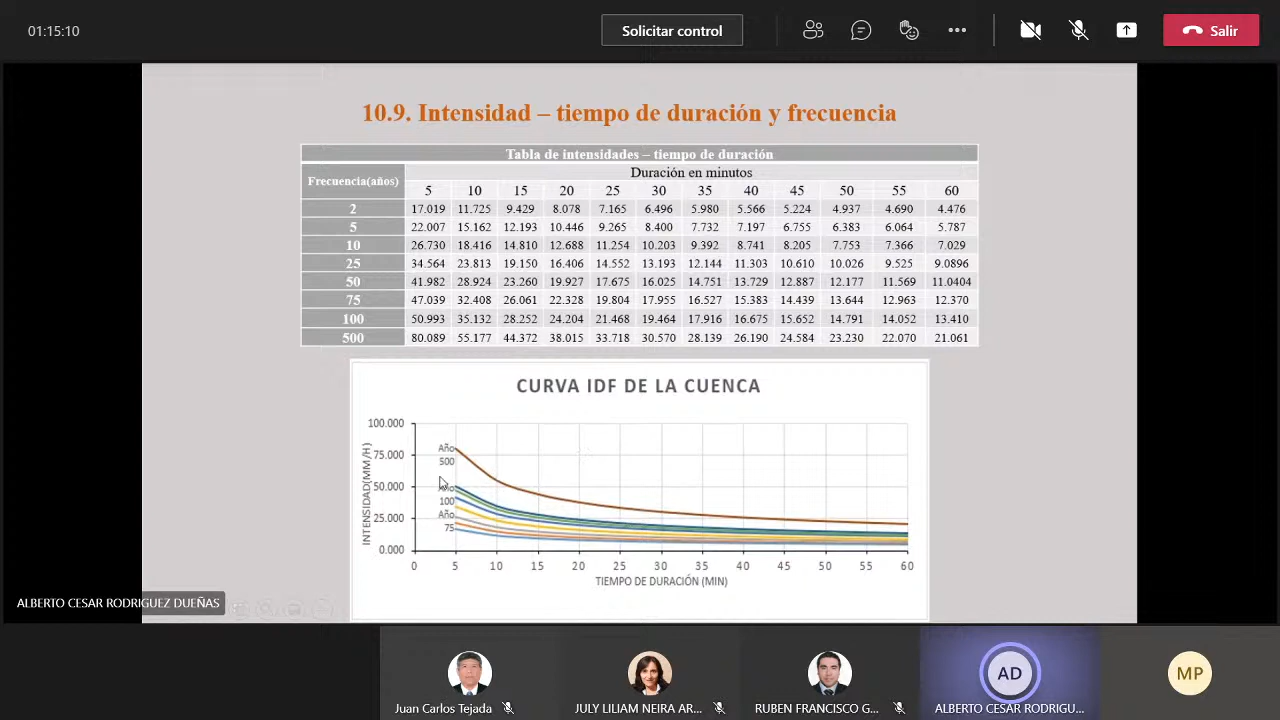 01:15:10
Solicitar control
Salir
10.9. Intensidad – tiempo de duración y frecuencia
Tabla de intensidades – tiempo de duración
Frecuencia(años)
Duración en minutos
5 10 15 20 25 30 35 40 45 50 55 60
2 17.019 11.725 9.429 8.078 7.165 6.496 5.980 5.566 5.224 4.937 4.690 4.476
5 22.007 15.162 12.193 10.446 9.265 8.400 7.732 7.197 6.755 6.383 6.064 5.787
10 26.730 18.416 14.810 12.688 11.254 10.203 9.392 8.741 8.205 7.753 7.366 7.029
25 34.564 23.813 19.150 16.406 14.552 13.193 12.144 11.303 10.610 10.026 9.525 9.0896
50 41.982 28.924 23.260 19.927 17.675 16.025 14.751 13.729 12.887 12.177 11.569 11.0404
75 47.039 32.408 26.061 22.328 19.804 17.955 16.527 15.383 14.439 13.644 12.963 12.370
100 50.993 35.132 28.252 24.204 21.468 19.464 17.916 16.675 15.652 14.791 14.052 13.410
500 80.089 55.177 44.372 38.015 33.718 30.570 28.139 26.190 24.584 23.230 22.070 21.061
CURVA IDF DE LA CUENCA
INTENSIDAD(MM/H)
100.000
75.000
50.000
25.000
0.000
Año
500
100
Año
75
0 5 10 15 20 25 30 35 40 45 50 55 60
TIEMPO DE DURACIÓN (MIN)
ALBERTO CESAR RODRIGUEZ DUEÑAS
AD
MP
Juan Carlos Tejada
JULY LILIAM NEIRA AR...
RUBEN FRANCISCO G...
ALBERTO CESAR RODRIGU...